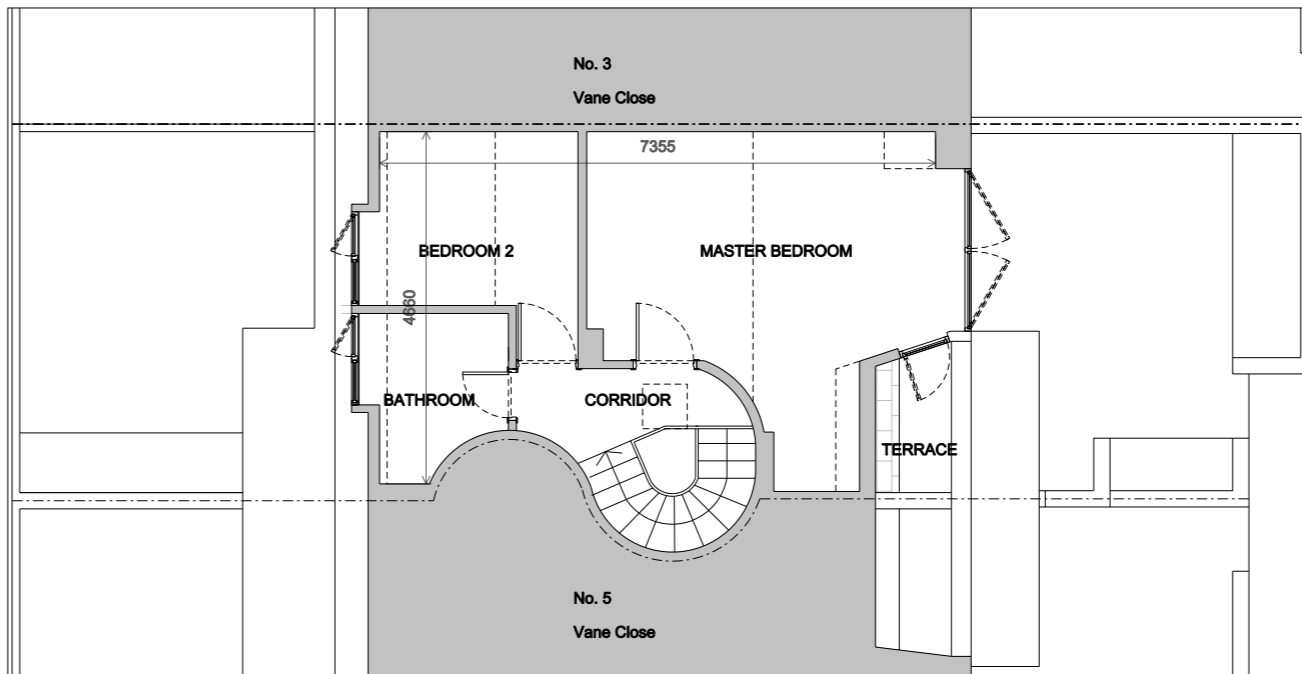 No. 3
Vane Close
7355
BEDROOM 2
MASTER BEDROOM
4660
BATHROOM
CORRIDOR
TERRACE
No. 5
Vane Close